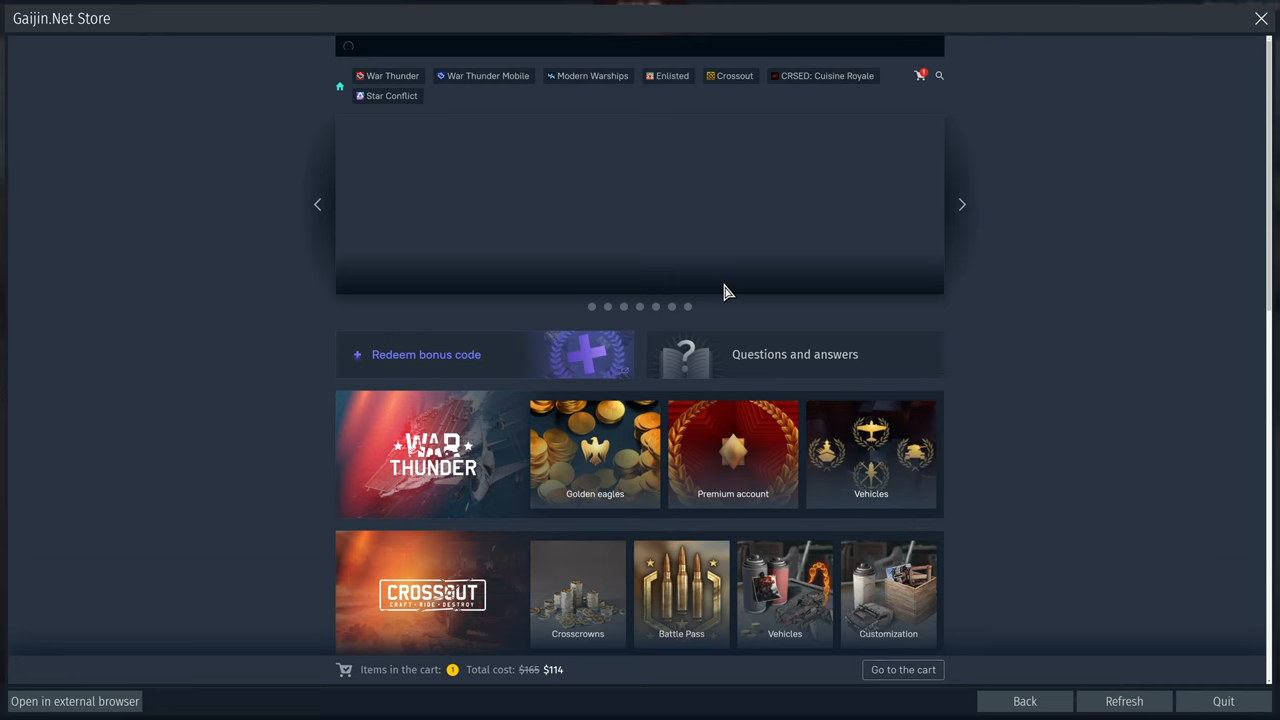 Gaijin.Net Store
War Thunder
War Thunder Mobile
Modern Warships
Enlisted
Crossout
CRSED: Cuisine Royale
1
Star Conflict
Redeem bonus code
Questions and answers
WAR THUNDER
Golden eagles
Premium account
Vehicles
CROSSOUT
CRAFT • RIDE • DESTROY
Crosscrowns
Battle Pass
Vehicles
Customization
Items in the cart: 1 Total cost: $165 $114
Go to the cart
Open in external browser
Back
Refresh
Quit